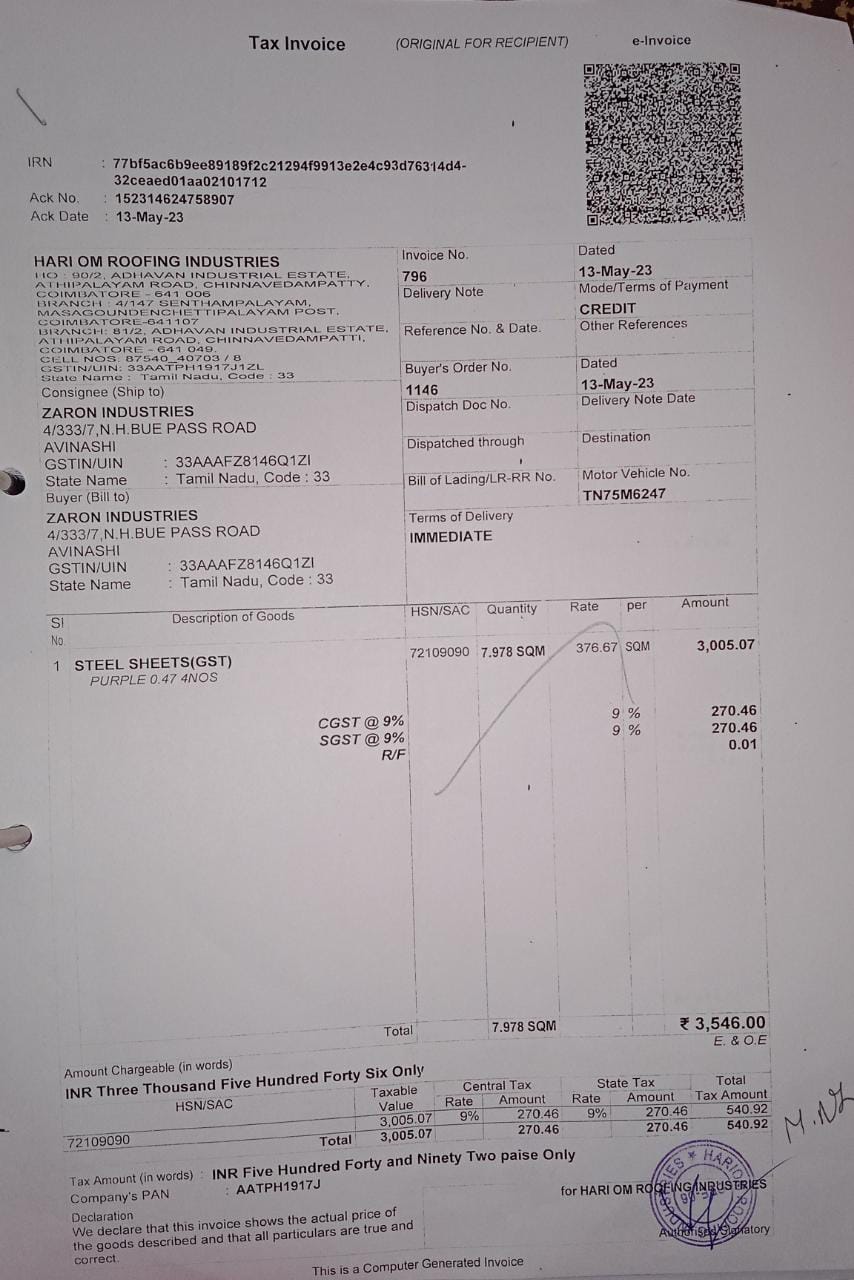 Tax Invoice (ORIGINAL FOR RECIPIENT) e-Invoice
IRN : 77bf5ac6b9ee89189f2c21294f9913e2e4c93d76314d4-
32ceaed01aa02101712
Ack No. : 152314624758907
Ack Date : 13-May-23
HARI OM ROOFING INDUSTRIES
HO : 90/2, ADHAVAN INDUSTRIAL ESTATE,
ATHIPALAYAM ROAD, CHINNAVEDAMPATTY,
COIMBATORE - 641 006
BRANCH : 4/147 SENTHAMPALAYAM,
MASAGOUNDENCHETTIPALAYAM POST,
COIMBATORE-641107
BRANCH: 81/2, ADHAVAN INDUSTRIAL ESTATE,
ATHIPALAYAM ROAD, CHINNAVEDAMPATTI,
COIMBATORE - 641 049.
CELL NOS: 87540_40703 / 8
GSTIN/UIN: 33AATPH1917J1ZL
State Name : Tamil Nadu, Code : 33
Invoice No. Dated
796 13-May-23
Delivery Note Mode/Terms of Payment
CREDIT
Reference No. & Date. Other References
Buyer's Order No. Dated
1146 13-May-23
Dispatch Doc No. Delivery Note Date
Dispatched through Destination
Bill of Lading/LR-RR No. Motor Vehicle No.
TN75M6247
Terms of Delivery
IMMEDIATE
Consignee (Ship to)
ZARON INDUSTRIES
4/333/7,N.H.BUE PASS ROAD
AVINASHI
GSTIN/UIN : 33AAAFZ8146Q1ZI
State Name : Tamil Nadu, Code : 33
Buyer (Bill to)
ZARON INDUSTRIES
4/333/7,N.H.BUE PASS ROAD
AVINASHI
GSTIN/UIN : 33AAAFZ8146Q1ZI
State Name : Tamil Nadu, Code : 33
Sl No. Description of Goods HSN/SAC Quantity Rate per Amount
1 STEEL SHEETS(GST) 72109090 7.978 SQM 376.67 SQM 3,005.07
PURPLE 0.47 4NOS
CGST @ 9% 9 % 270.46
SGST @ 9% 9 % 270.46
R/F 0.01
Total 7.978 SQM ₹ 3,546.00
E. & O.E
Amount Chargeable (in words)
INR Three Thousand Five Hundred Forty Six Only
HSN/SAC Taxable Value Central Tax Rate Amount State Tax Rate Amount Total Tax Amount
72109090 3,005.07 9% 270.46 9% 270.46 540.92
Total 3,005.07 270.46 270.46 540.92
Tax Amount (in words) : INR Five Hundred Forty and Ninety Two paise Only
Company's PAN : AATPH1917J
Declaration
We declare that this invoice shows the actual price of
the goods described and that all particulars are true and
correct.
for HARI OM ROOFING INDUSTRIES
Authorised Signatory
This is a Computer Generated Invoice